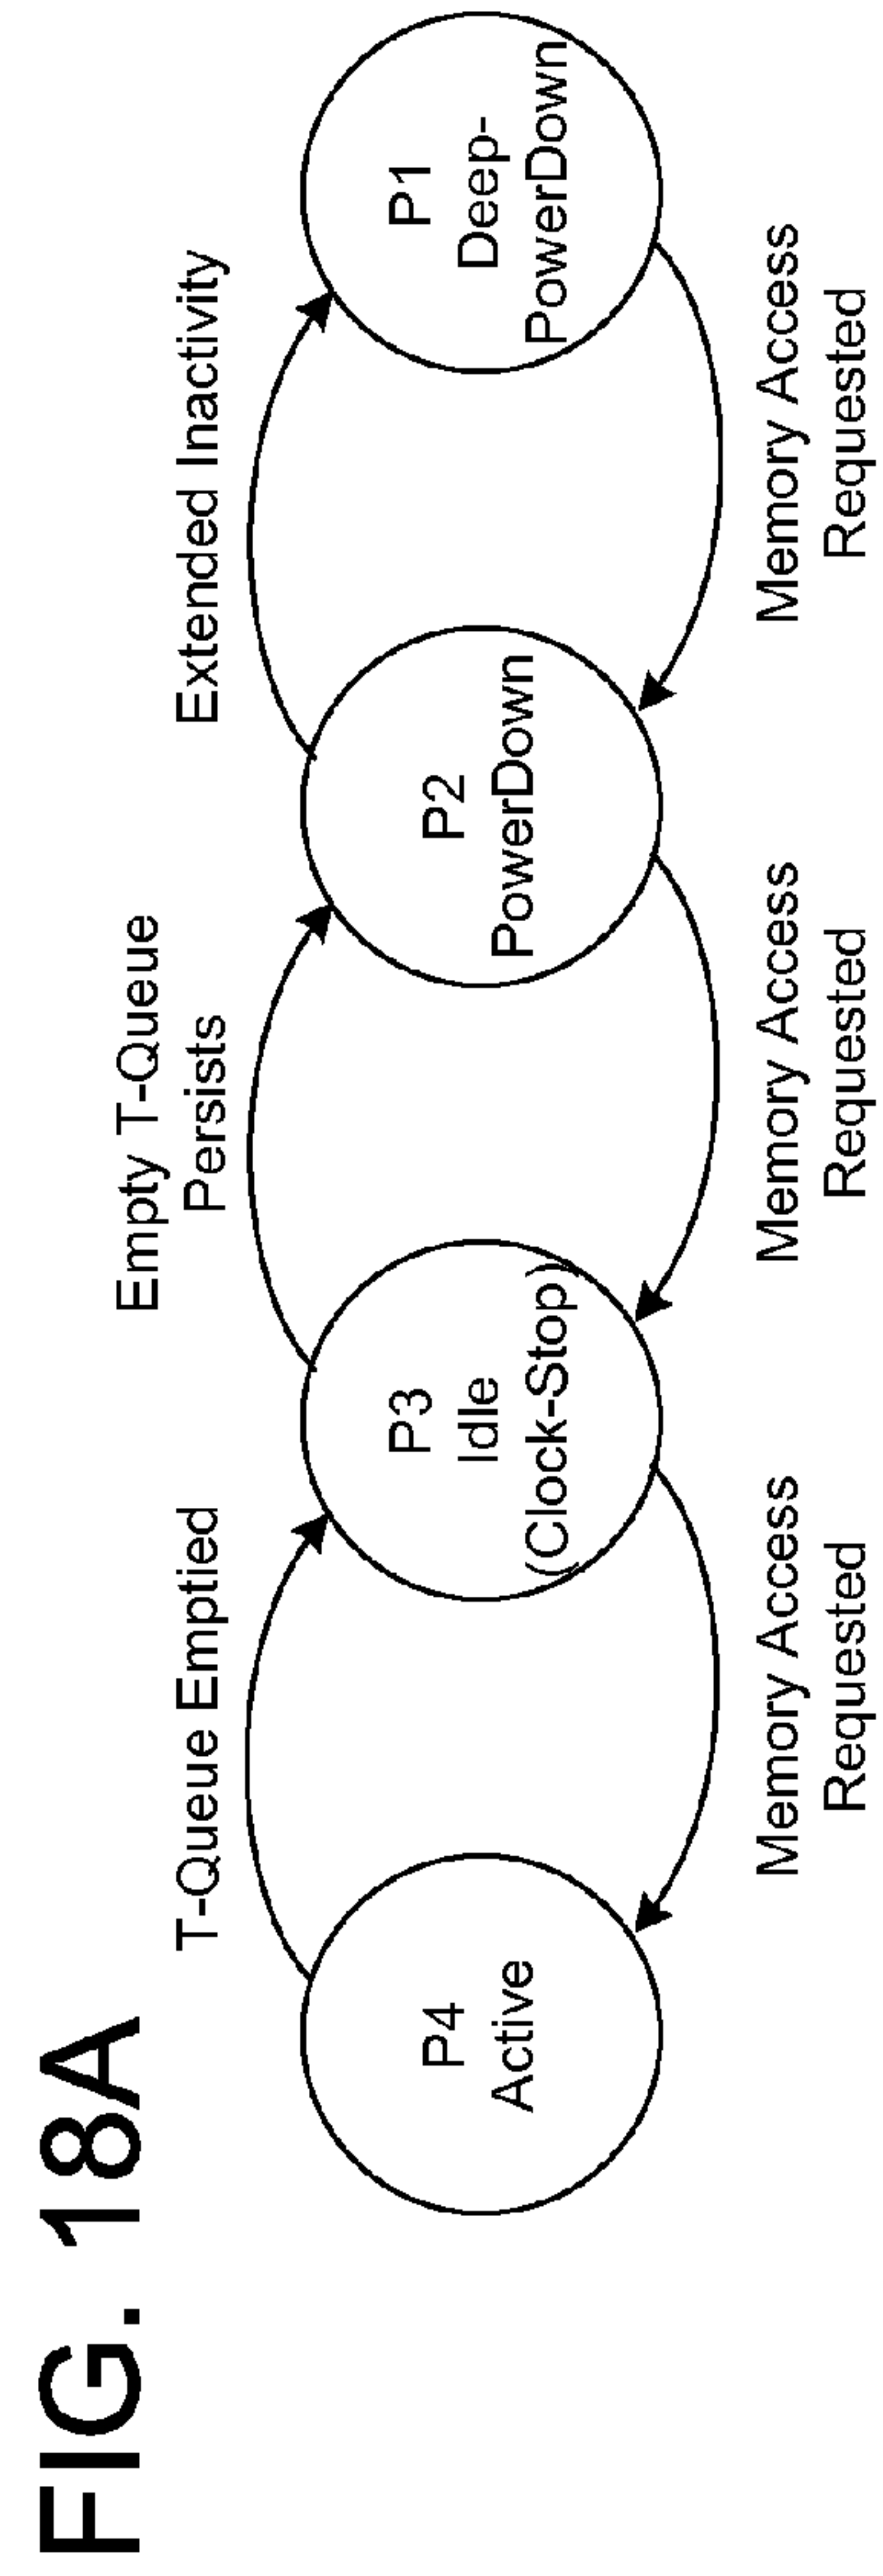 FIG. 18A
T-Queue Emptied
Empty T-Queue
Persists
Extended Inactivity
P4
Active
P3
Idle
(Clock-Stop)
P2
PowerDown
P1
Deep-
PowerDown
Memory Access
Requested
Memory Access
Requested
Memory Access
Requested